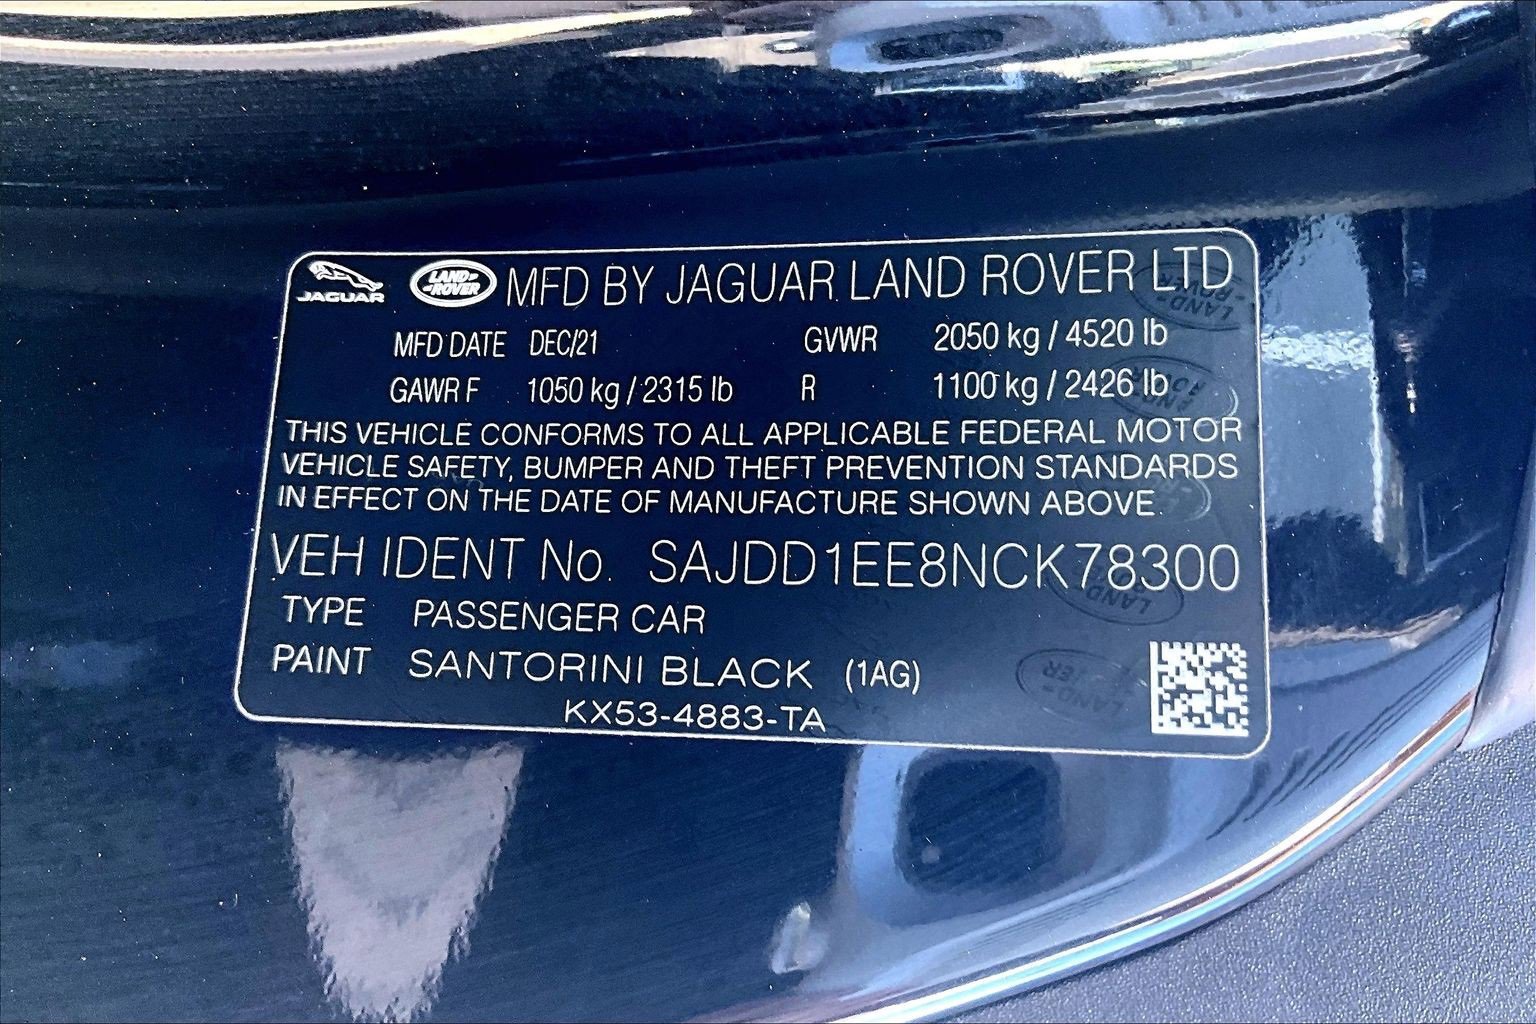 JAGUAR LAND ROVER MFD BY JAGUAR LAND ROVER LTD
MFD DATE DEC/21 GVWR 2050 kg / 4520 lb
GAWR F 1050 kg / 2315 lb R 1100 kg / 2426 lb
THIS VEHICLE CONFORMS TO ALL APPLICABLE FEDERAL MOTOR
VEHICLE SAFETY, BUMPER AND THEFT PREVENTION STANDARDS
IN EFFECT ON THE DATE OF MANUFACTURE SHOWN ABOVE.
VEH IDENT No. SAJDD1EE8NCK78300
TYPE PASSENGER CAR
PAINT SANTORINI BLACK (1AG)
KX53-4883-TA